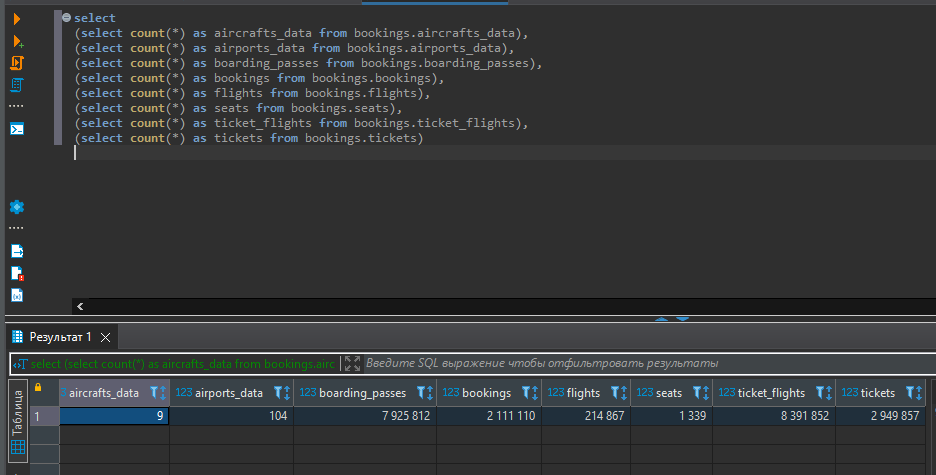 select
(select count(*) as aircrafts_data from bookings.aircrafts_data),
(select count(*) as airports_data from bookings.airports_data),
(select count(*) as boarding_passes from bookings.boarding_passes),
(select count(*) as bookings from bookings.bookings),
(select count(*) as flights from bookings.flights),
(select count(*) as seats from bookings.seats),
(select count(*) as ticket_flights from bookings.ticket_flights),
(select count(*) as tickets from bookings.tickets)
Результат 1
select (select count(*) as aircrafts_data from bookings.airc Введите SQL выражение чтобы отфильтровать результаты
Таблица
aircrafts_data 123 airports_data 123 boarding_passes 123 bookings 123 flights 123 seats 123 ticket_flights 123 tickets
1 9 104 7 925 812 2 111 110 214 867 1 339 8 391 852 2 949 857